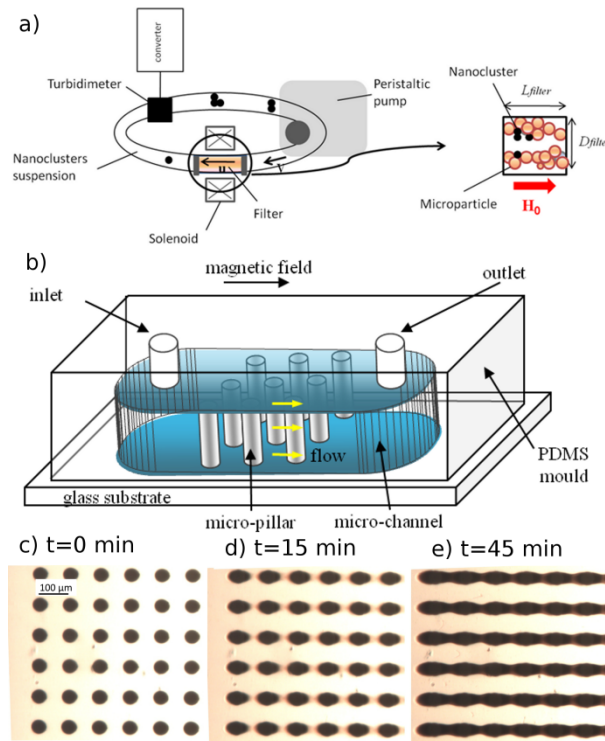 a)
converter
Turbidimeter
Peristaltic
pump
Nanoclusters
suspension
u
v
Filter
Solenoid
Nanocluster
Lfilter
Dfilte
Microparticle
H0
b)
magnetic field
inlet
outlet
flow
PDMS
mould
glass substrate
micro-pillar
micro-channel
c) t=0 min
d) t=15 min
e) t=45 min
100 µm